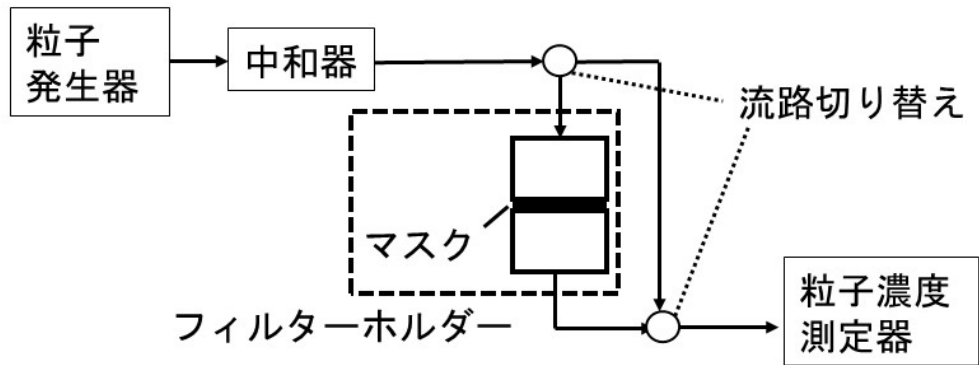 粒子
発生器
中和器
流路切り替え
マスク
フィルターホルダー
粒子濃度
測定器